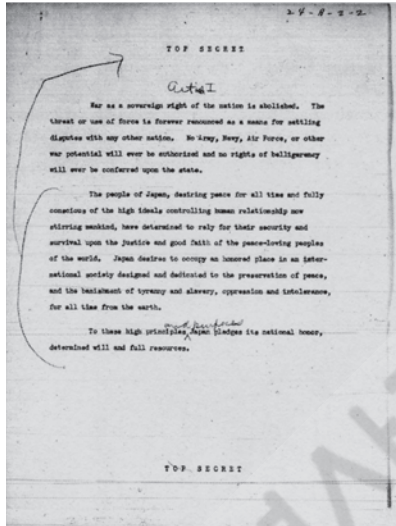 24-8-2-2
TOP SECRET
Article I
War as a sovereign right of the nation is abolished. The
threat or use of force is forever renounced as a means for settling
disputes with any other nation. No Army, Navy, Air Force, or other
war potential will ever be authorized and no rights of belligerency
will ever be conferred upon the state.
The people of Japan, desiring peace for all time and fully
conscious of the high ideals controlling human relationship now
stirring mankind, have determined to rely for their security and
survival upon the justice and good faith of the peace-loving peoples
of the world. Japan desires to occupy an honored place in an inter-
national society designed and dedicated to the preservation of peace,
and the banishment of tyranny and slavery, oppression and intolerance,
for all time from the earth.
and purposes
To these high principles Japan pledges its national honor,
determined will and full resources.
TOP SECRET